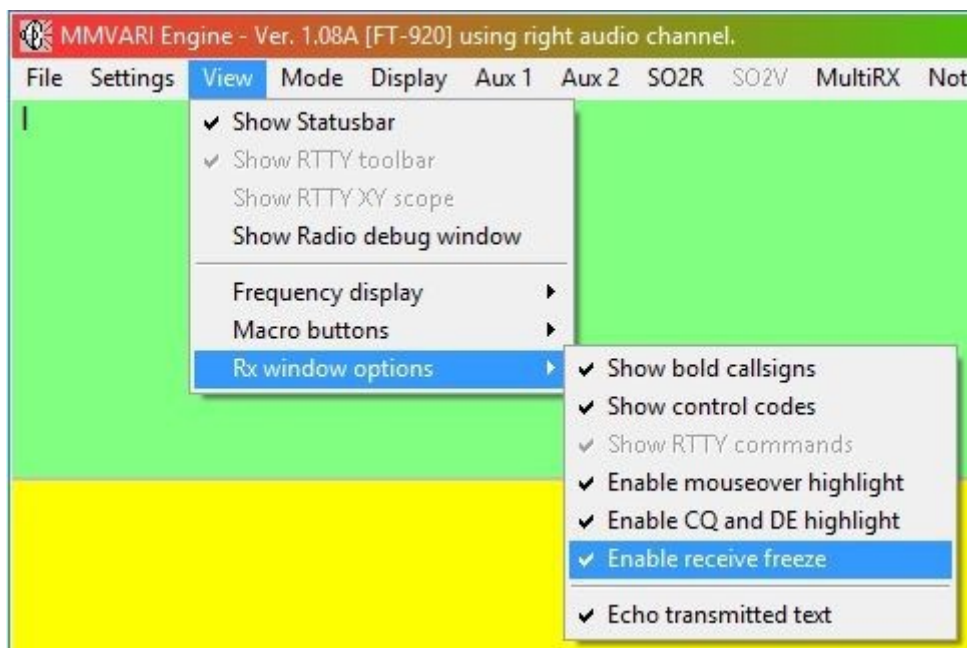 MMVARI Engine - Ver. 1.08A [FT-920] using right audio channel.
File Settings View Mode Display Aux 1 Aux 2 SO2R SO2V MultiRX Not
Show Statusbar
Show RTTY toolbar
Show RTTY XY scope
Show Radio debug window
Frequency display
Macro buttons
Rx window options
Show bold callsigns
Show control codes
Show RTTY commands
Enable mouseover highlight
Enable CQ and DE highlight
Enable receive freeze
Echo transmitted text